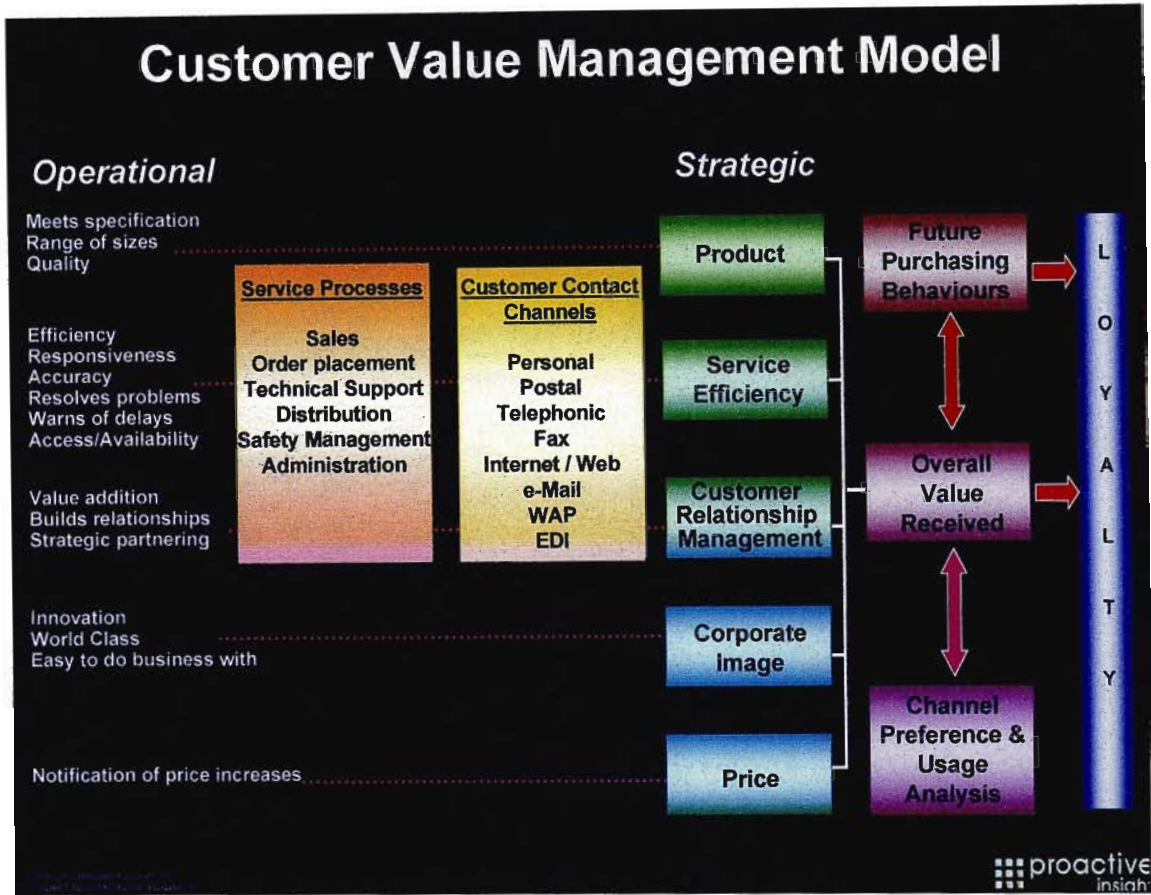 Customer Value Management Model
Operational
Strategic
Meets specification
Range of sizes
Quality
Efficiency
Responsiveness
Accuracy
Resolves problems
Warns of delays
Access/Availability
Value addition
Builds relationships
Strategic partnering
Innovation
World Class
Easy to do business with
Notification of price increases
Service Processes
Sales
Order placement
Technical Support
Distribution
Safety Management
Administration
Customer Contact
Channels
Personal
Postal
Telephonic
Fax
Internet / Web
e-Mail
WAP
EDI
Product
Service
Efficiency
Customer
Relationship
Management
Corporate
Image
Price
Future
Purchasing
Behaviours
Overall
Value
Received
Channel
Preference &
Usage
Analysis
LOYALTY
proactive
insight